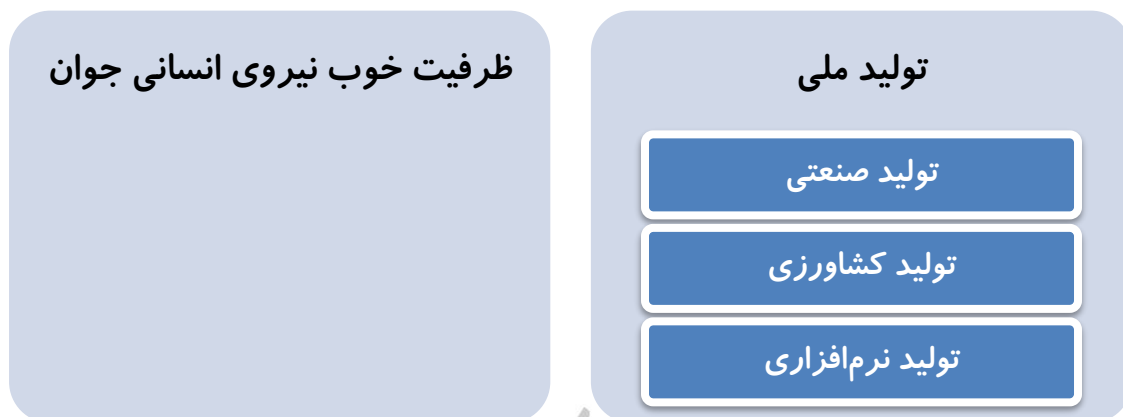 تولید ملی
تولید صنعتی
تولید کشاورزی
تولید نرم‌افزاری
ظرفیت خوب نیروی انسانی جوان